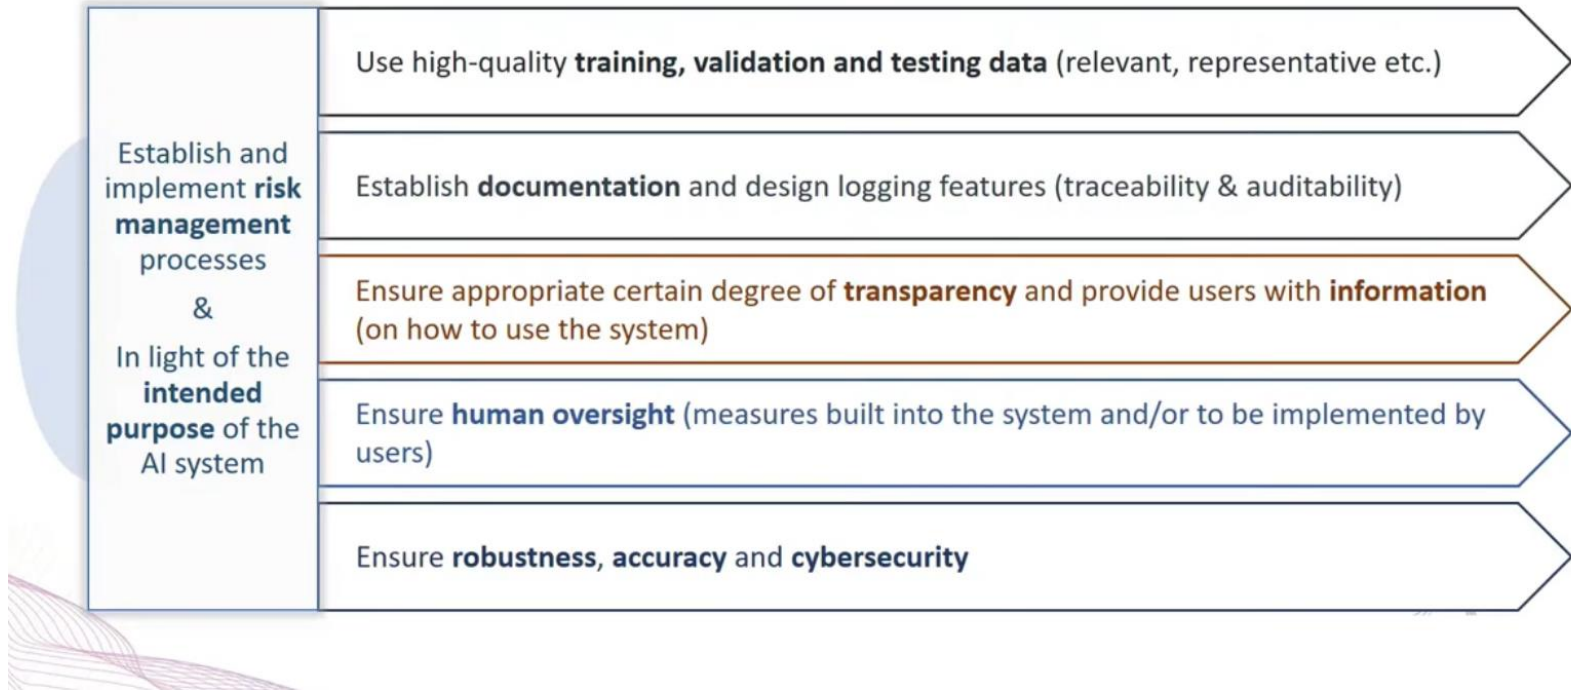 Establish and
implement risk
management
processes
&
In light of the
intended
purpose of the
AI system
Use high-quality training, validation and testing data (relevant, representative etc.)
Establish documentation and design logging features (traceability & auditability)
Ensure appropriate certain degree of transparency and provide users with information
(on how to use the system)
Ensure human oversight (measures built into the system and/or to be implemented by
users)
Ensure robustness, accuracy and cybersecurity